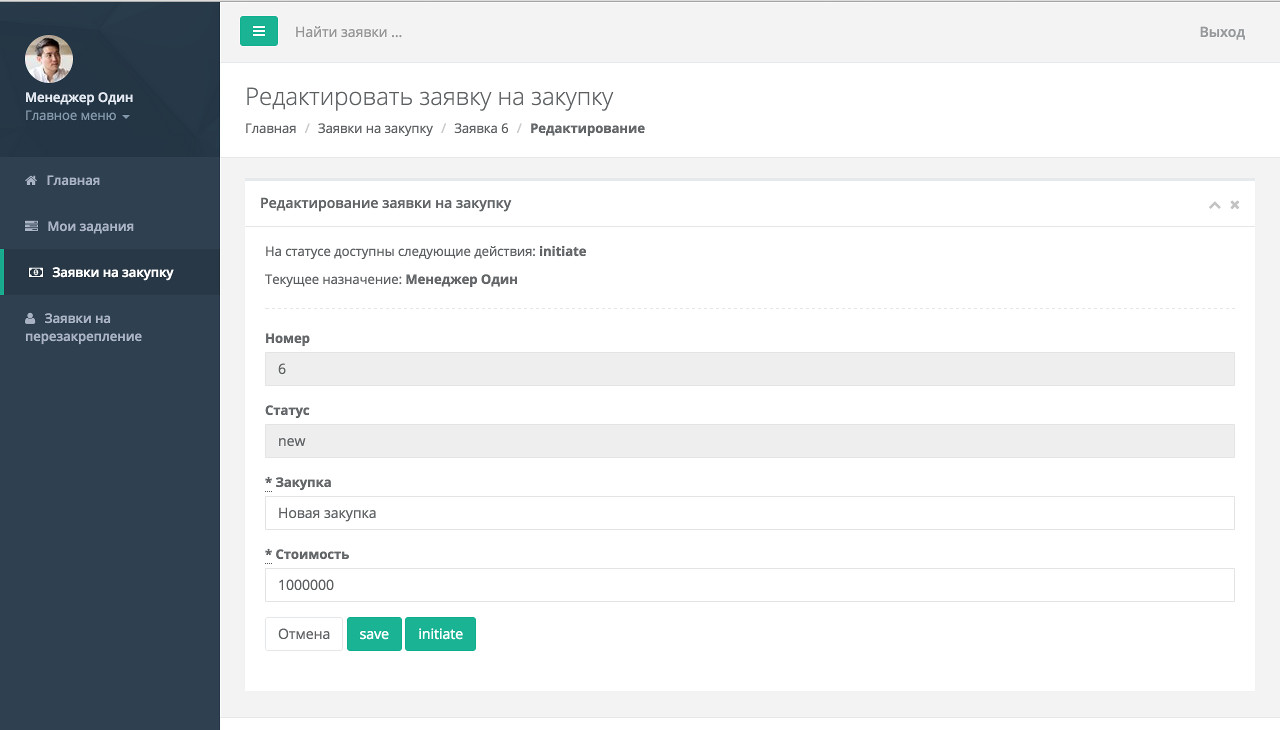 Менеджер Один
Главное меню
Главная
Мои задания
Заявки на закупку
Заявки на
перезакрепление
Найти заявки ...
Выход
Редактировать заявку на закупку
Главная / Заявки на закупку / Заявка 6 / Редактирование
Редактирование заявки на закупку
На статусе доступны следующие действия: initiate
Текущее назначение: Менеджер Один
Номер
6
Статус
new
* Закупка
Новая закупка
* Стоимость
1000000
Отмена save initiate